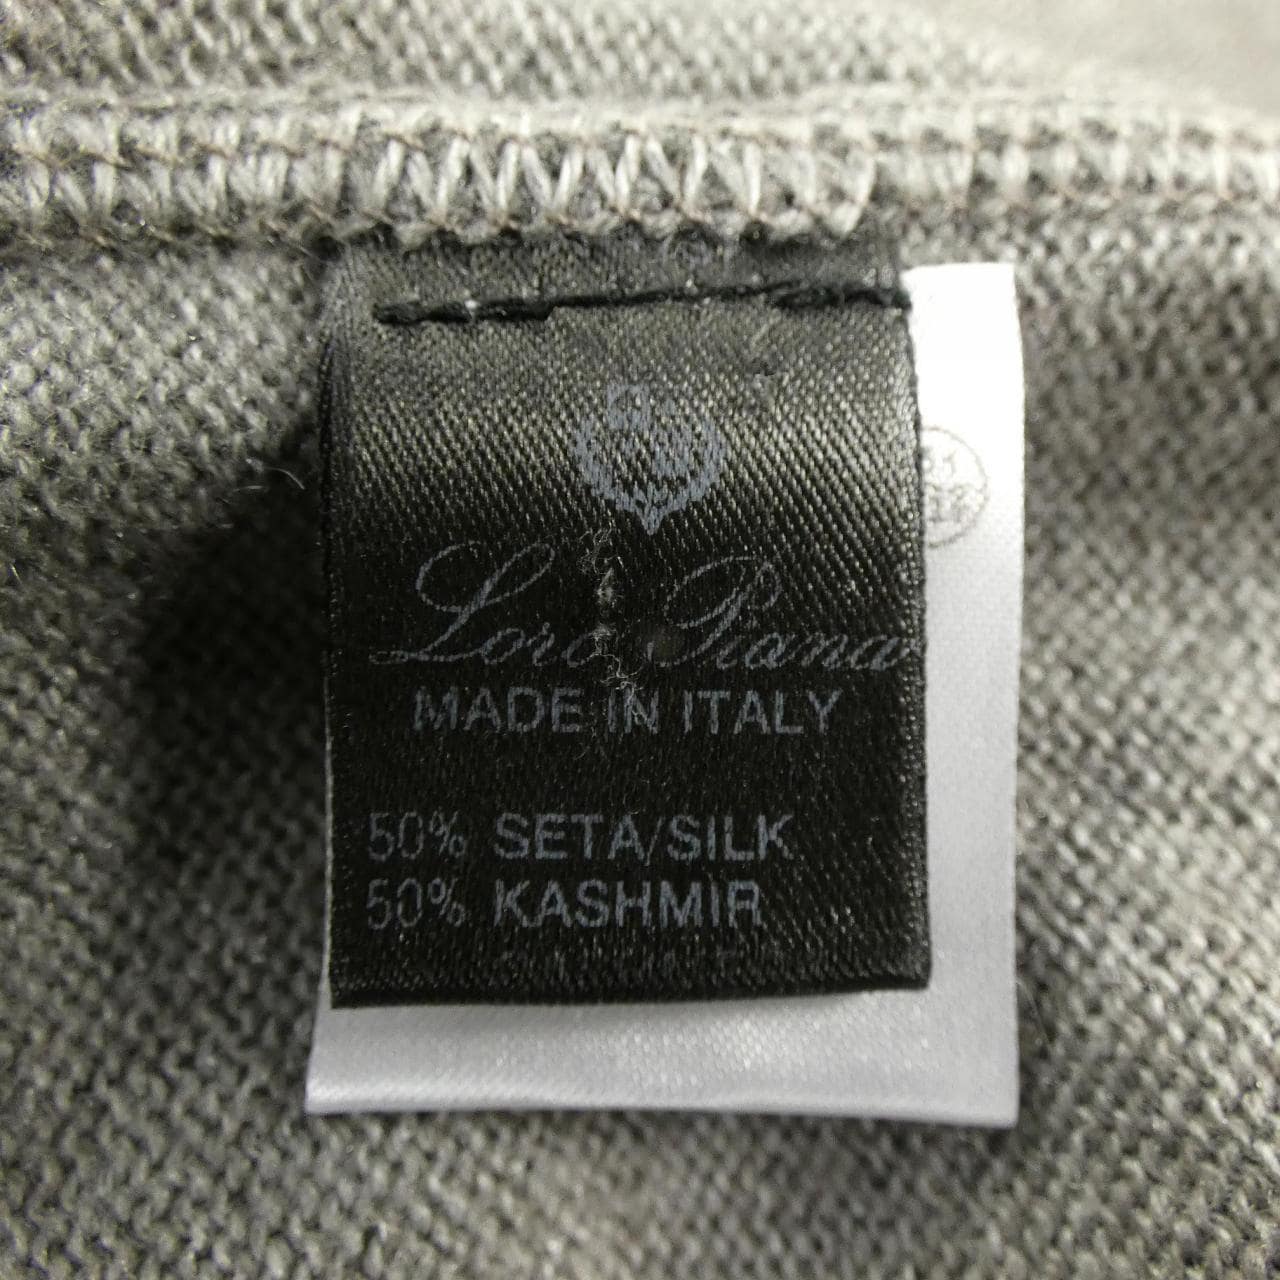 Loro Piana
MADE IN ITALY
50% SETA/SILK
50% KASHMIR